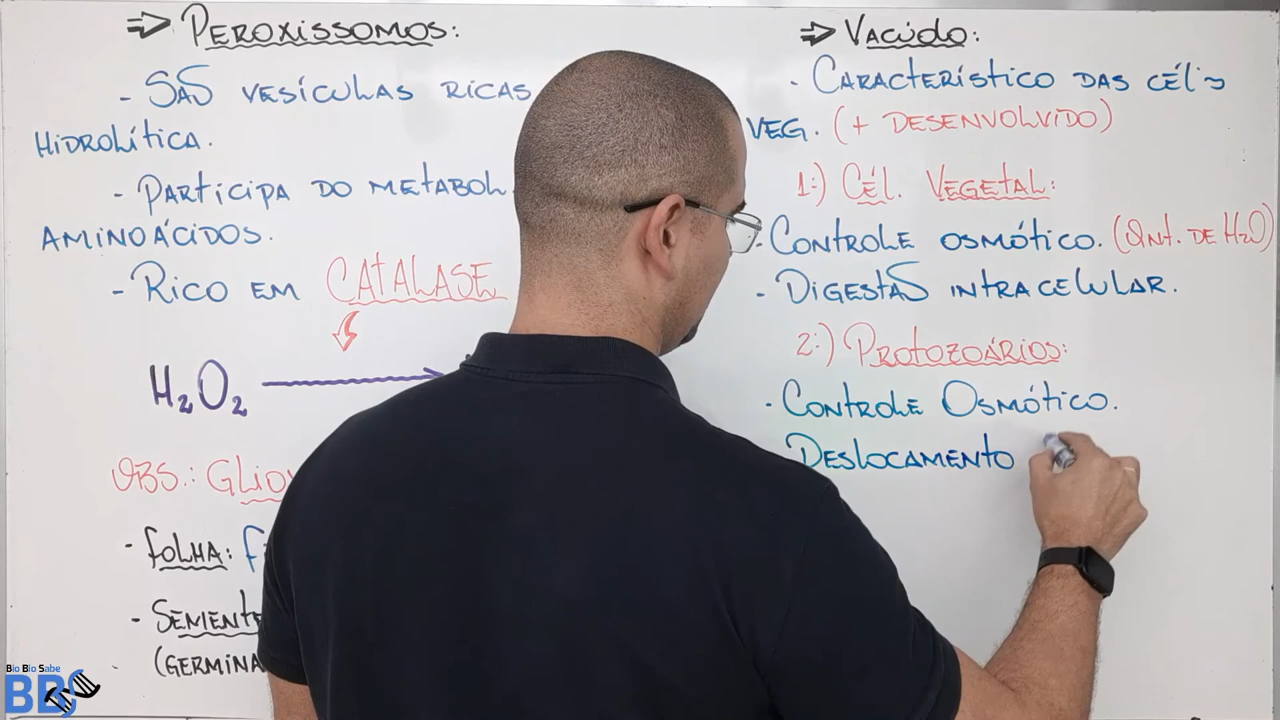 ⇒ PEROXISSOMOS:
- SÃO VESÍCULAS RICAS
HIDROLÍTICA.
- PARTICIPA DO METABOL
AMINOÁCIDOS.
- RICO EM CATALASE
H₂O₂
OBS.: GLIOX
- FOLHA:
- SEMENTE
(GERMINA
⇒ VACÚOLO:
- CARACTERÍSTICO DAS CÉL's
VEG. (+ DESENVOLVIDO)
1:) CÉL. VEGETAL:
- CONTROLE OSMÓTICO. (QNT. DE H₂O)
- DIGESTÃO INTRACELULAR.
2:) PROTOZOÁRIOS:
- CONTROLE OSMÓTICO.
DESLOCAMENTO
Bio Bio Sabe
BBS